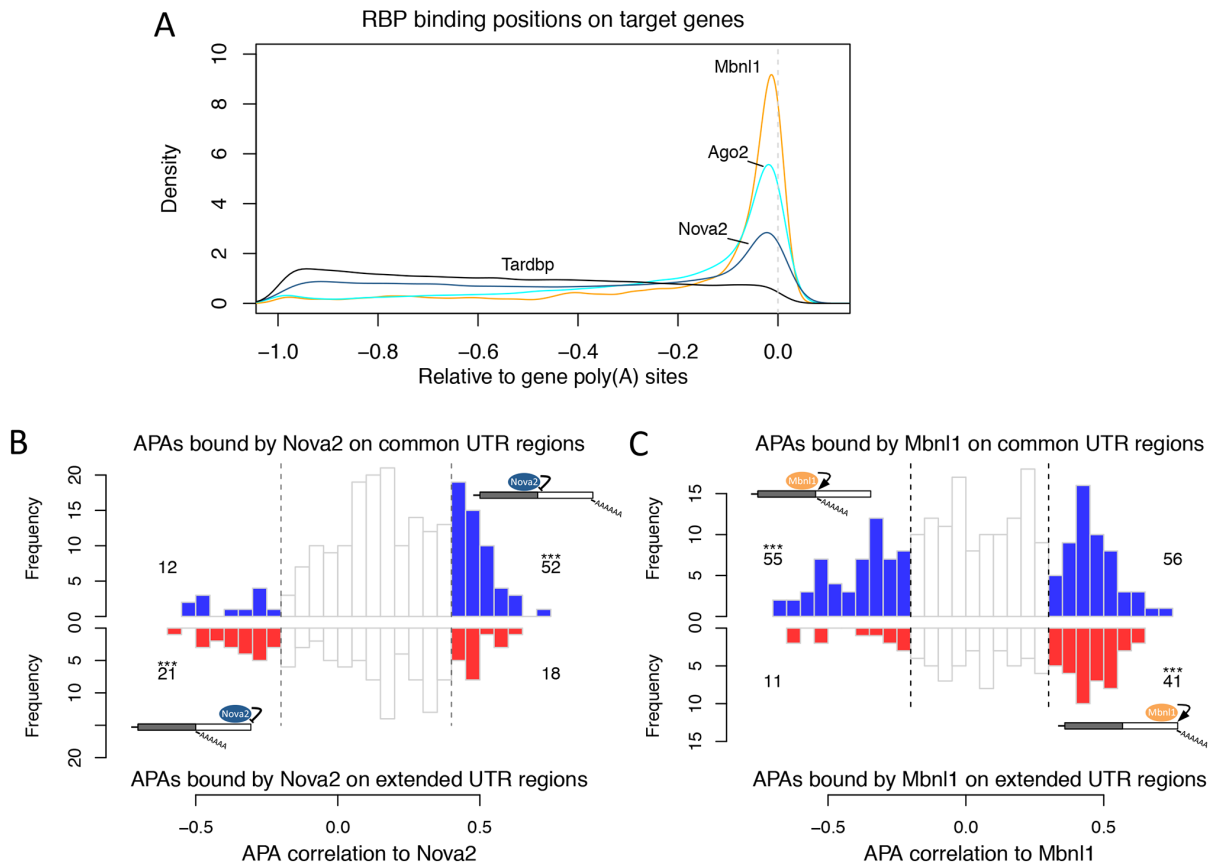 A
RBP binding positions on target genes
Density
10
8
6
4
2
0
Mbnl1
Ago2
Nova2
Tardbp
−1.0 −0.8 −0.6 −0.4 −0.2 0.0
Relative to gene poly(A) sites
B
APAs bound by Nova2 on common UTR regions
Frequency
20
15
10
5
0
Nova2
AAAAAA
12
***
52
Frequency
0
5
10
15
20
***
21
18
Nova2
AAAAAA
APAs bound by Nova2 on extended UTR regions
−0.5 0.0 0.5
APA correlation to Nova2
C
APAs bound by Mbnl1 on common UTR regions
Frequency
15
10
5
0
Mbnl1
AAAAAA
***
55
56
Frequency
0
5
10
15
11
***
41
Mbnl1
AAAAAA
APAs bound by Mbnl1 on extended UTR regions
−0.5 0.0 0.5
APA correlation to Mbnl1